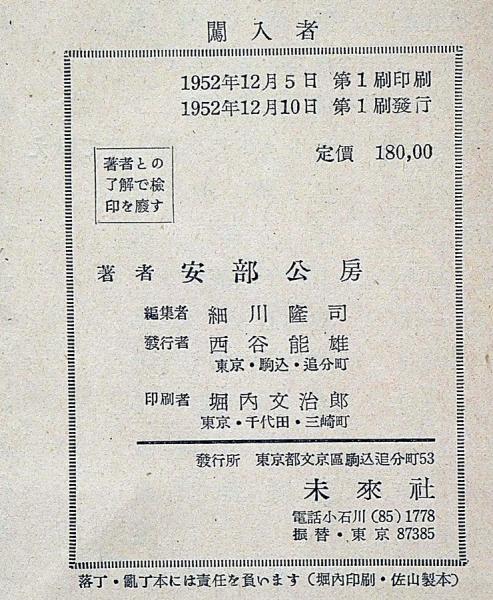 闖入者
1952年12月5日 第1刷印刷
1952年12月10日 第1刷發行
定價 180,00
著者との
了解で檢
印を廢す
著者 安部公房
編集者 細川隆司
發行者 西谷能雄
東京・駒込・追分町
印刷者 堀内文治郎
東京・千代田・三崎町
發行所 東京都文京區駒込追分町53
未來社
電話小石川(85)1778
振替・東京87385
落丁・亂丁本には責任を負います(堀內印刷・佐山製本)